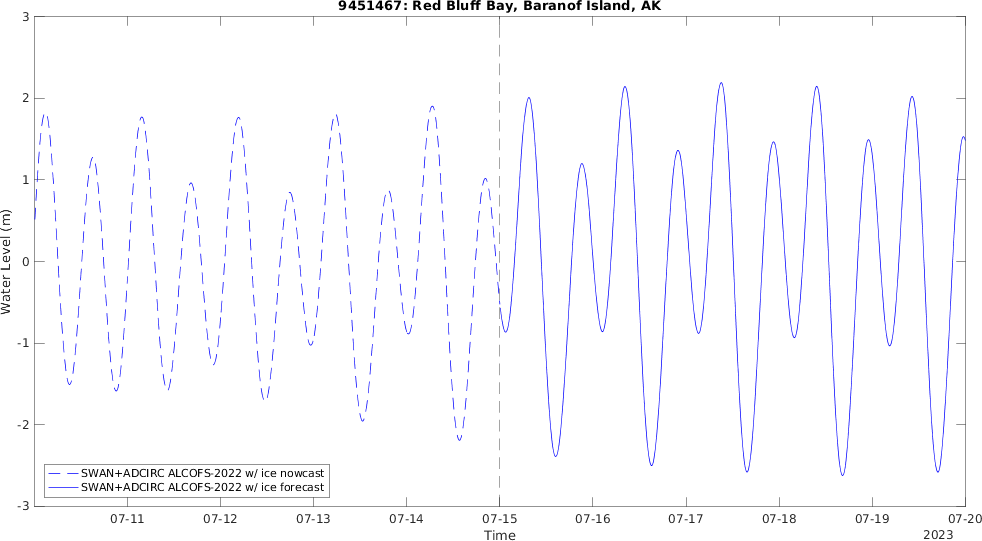 9451467: Red Bluff Bay, Baranof Island, AK
3
2
1
0
-1
-2
-3
Water Level (m)
SWAN+ADCIRC ALCOFS-2022 w/ ice nowcast
SWAN+ADCIRC ALCOFS-2022 w/ ice forecast
07-11 07-12 07-13 07-14 07-15 07-16 07-17 07-18 07-19 07-20
Time
2023